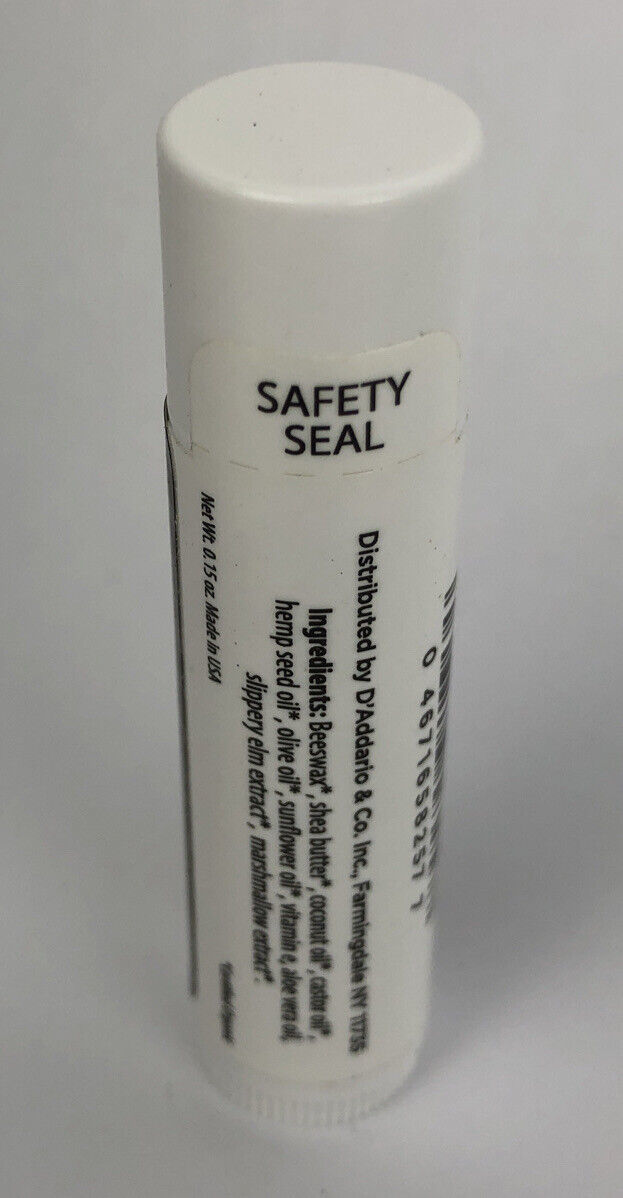 SAFETY
SEAL
Distributed by D'Addario & Co. Inc., Farmingdale NY 11735
Ingredients: Beeswax*, shea butter*, coconut oil*, castor oil*,
hemp seed oil*, olive oil*, sunflower oil*, vitamin e, aloe vera oil,
slippery elm extract*, marshmallow extract*.
Net Wt. 0.15 oz. Made in USA
0 46716 58257 7